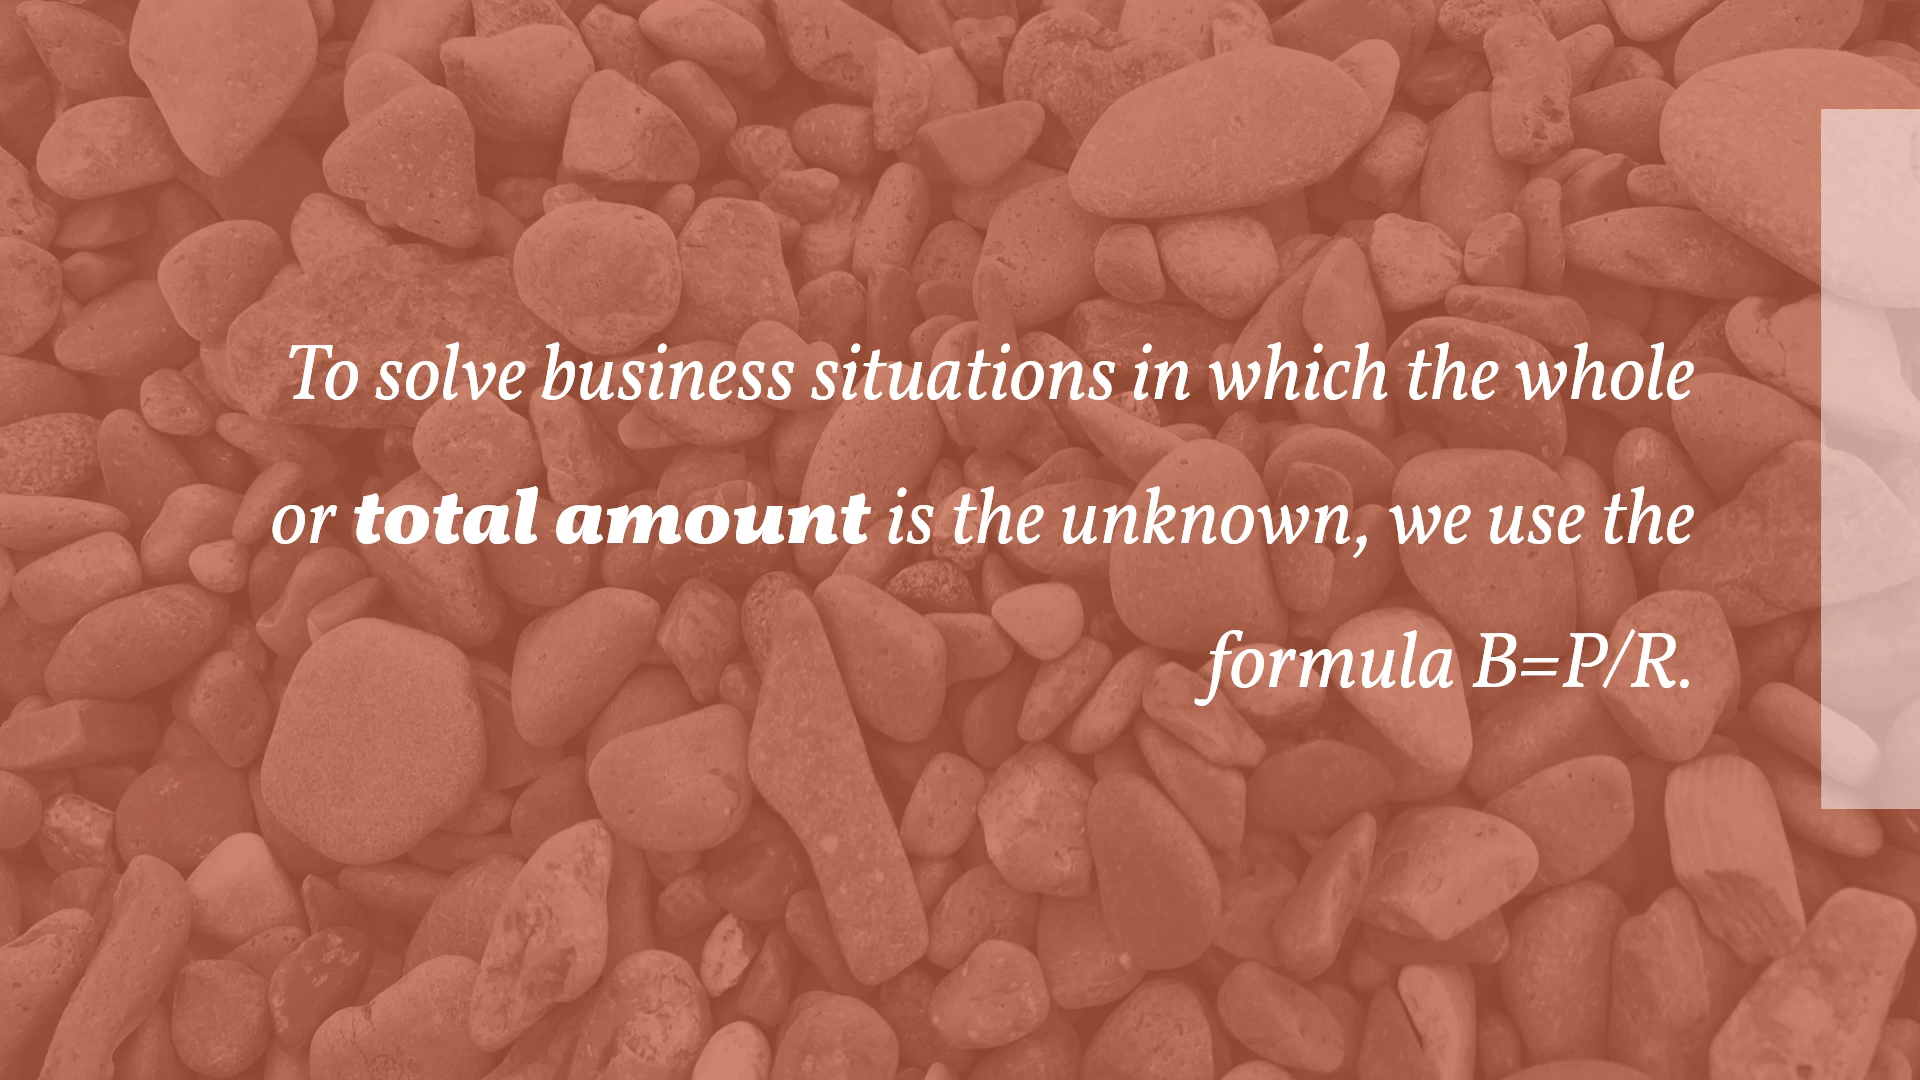 To solve business situations in which the whole
or total amount is the unknown, we use the
formula B=P/R.